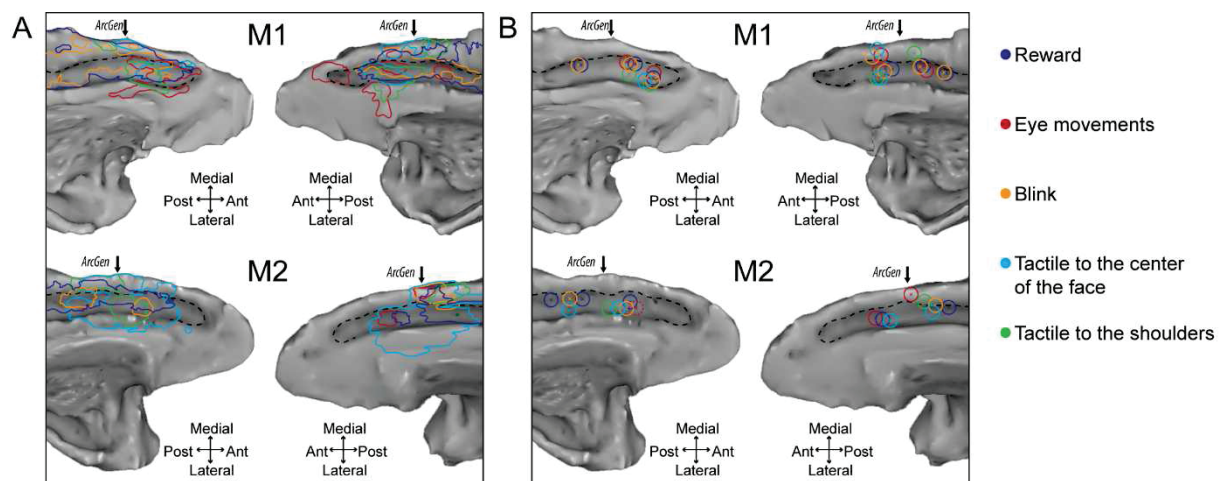 A
ArcGen
M1
ArcGen
Medial
Post
Ant
Lateral
Medial
Ant
Post
Lateral
ArcGen
M2
ArcGen
Medial
Post
Ant
Lateral
Medial
Ant
Post
Lateral
B
ArcGen
M1
ArcGen
Medial
Post
Ant
Lateral
Medial
Ant
Post
Lateral
ArcGen
M2
ArcGen
Medial
Post
Ant
Lateral
Medial
Ant
Post
Lateral
Reward
Eye movements
Blink
Tactile to the center
of the face
Tactile to the shoulders